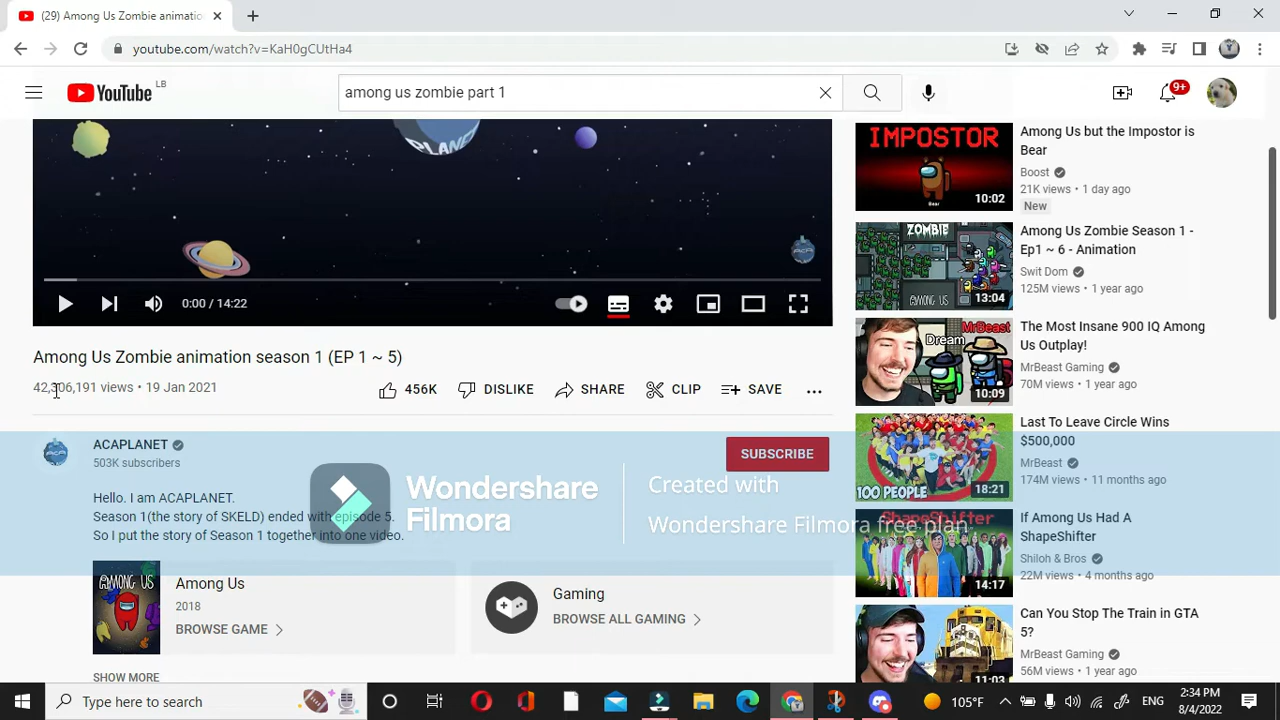 (29) Among Us Zombie animatio
youtube.com/watch?v=KaH0gCUtHa4
YouTube LB
among us zombie part 1
9+
PLANET
0:00 / 14:22
Among Us Zombie animation season 1 (EP 1 ~ 5)
42,306,191 views • 19 Jan 2021
456K
DISLIKE
SHARE
CLIP
SAVE
ACAPLANET
503K subscribers
SUBSCRIBE
Hello. I am ACAPLANET.
Season 1(the story of SKELD) ended with episode 5.
So I put the story of Season 1 together into one video.
Wondershare
Filmora
Created with
Wondershare Filmora free plan
AMONG US
Among Us
2018
BROWSE GAME
Gaming
BROWSE ALL GAMING
SHOW MORE
IMPOSTOR
Bear
10:02
Among Us but the Impostor is
Bear
Boost
21K views • 1 day ago
New
ZOMBIE
AMONG US
13:04
Among Us Zombie Season 1 -
Ep1 ~ 6 - Animation
Swit Dom
125M views • 1 year ago
Dream
MrBeast
10:09
The Most Insane 900 IQ Among
Us Outplay!
MrBeast Gaming
70M views • 1 year ago
100 PEOPLE
18:21
Last To Leave Circle Wins
$500,000
MrBeast
174M views • 11 months ago
ShapeShifter
14:17
If Among Us Had A
ShapeShifter
Shiloh & Bros
22M views • 4 months ago
11:03
Can You Stop The Train in GTA
5?
MrBeast Gaming
56M views • 1 year ago
Type here to search
105°F
ENG
2:34 PM
8/4/2022